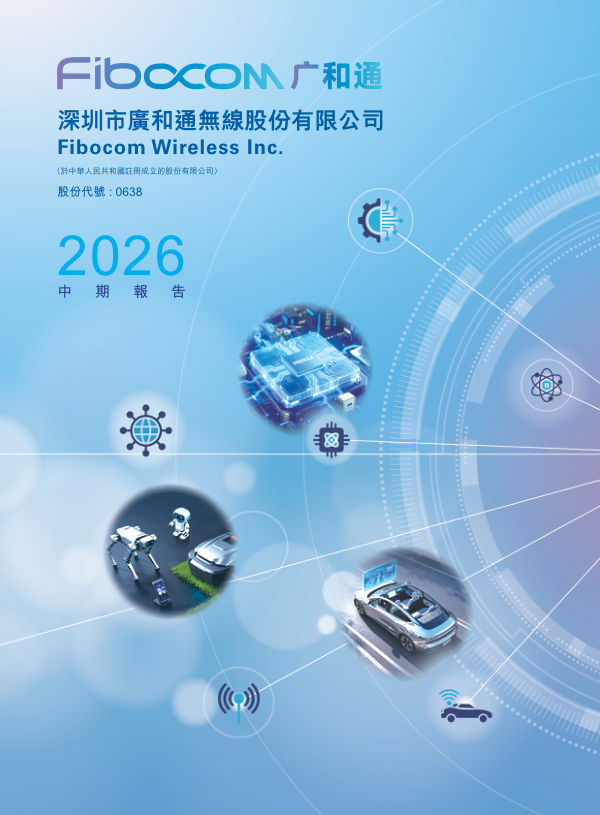 Fibocom 广和通
深圳市廣和通無線股份有限公司
Fibocom Wireless Inc.
(於中華人民共和國註冊成立的股份有限公司)
股份代號 : 0638
2026
中期報告